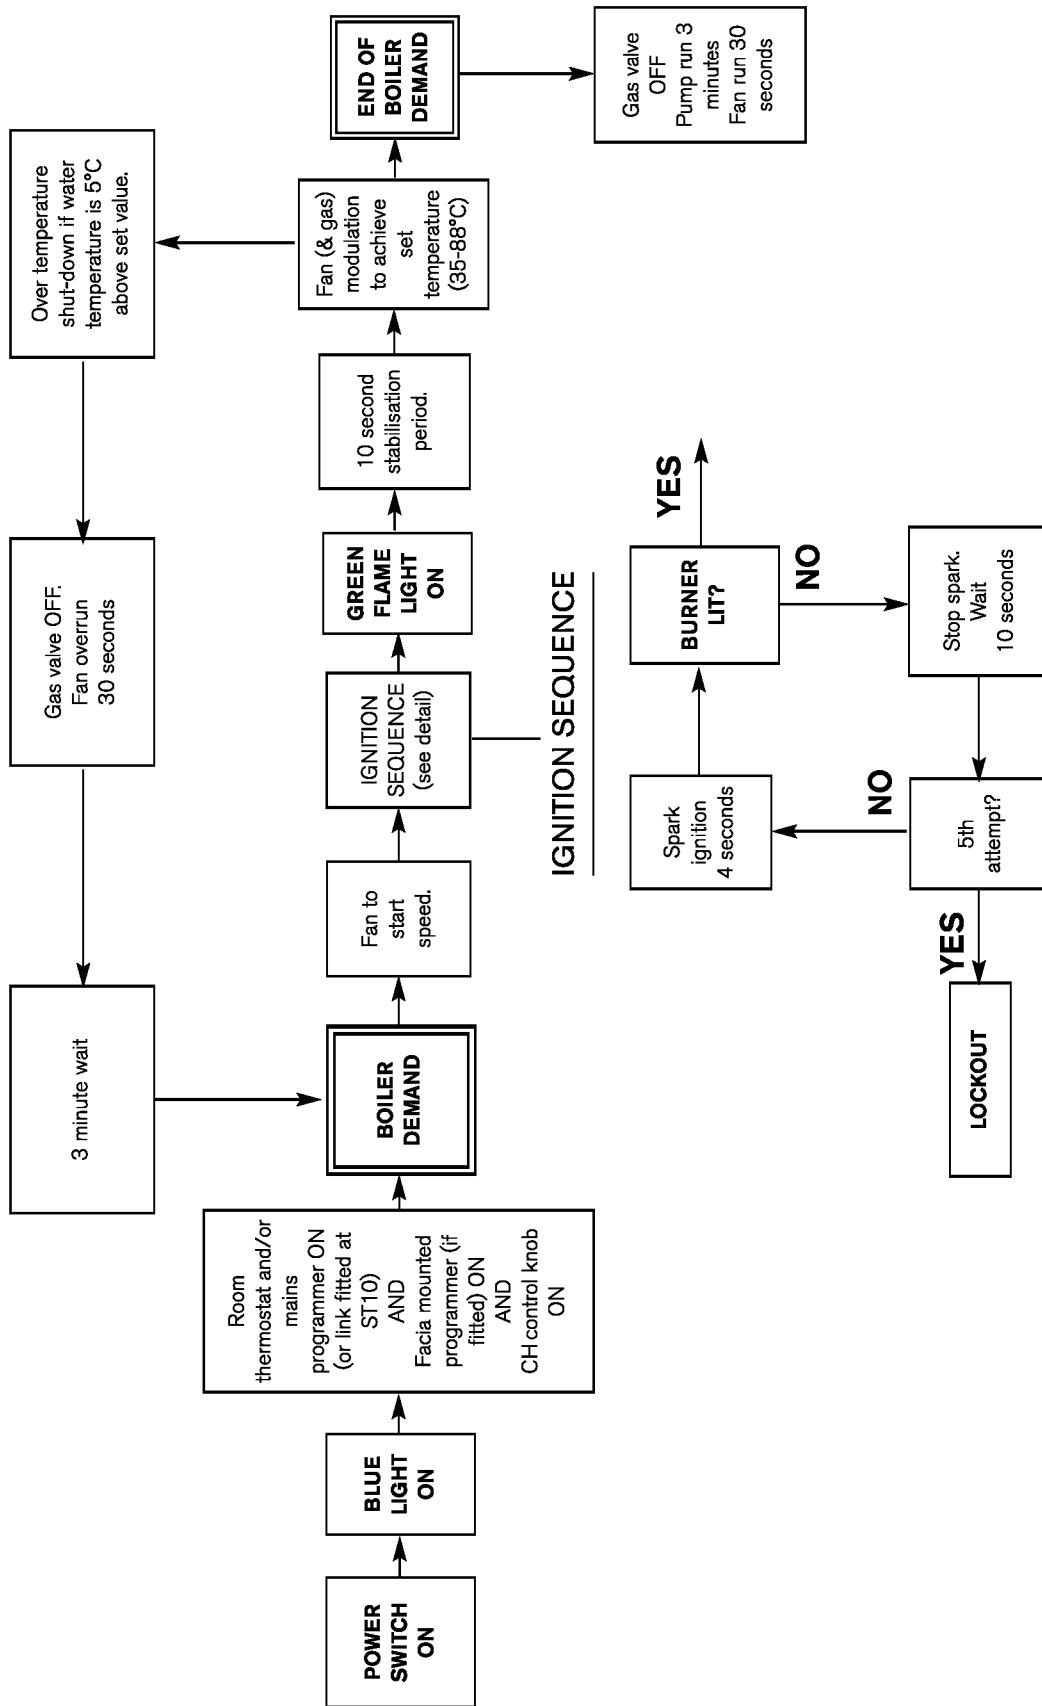 POWER
SWITCH
ON
BLUE
LIGHT
ON
Room
thermostat and/or
mains
programmer ON
(or link fitted at
ST10)
AND
Facia mounted
programmer (if
fitted) ON
AND
CH control knob
ON
BOILER
DEMAND
Fan to
start
speed.
IGNITION
SEQUENCE
(see detail)
GREEN
FLAME
LIGHT
ON
10 second
stabilisation
period.
Fan (& gas)
modulation
to achieve
set
temperature
(35-88°C)
END OF
BOILER
DEMAND
Gas valve
OFF
Pump run 3
minutes
Fan run 30
seconds
Over temperature
shut-down if water
temperature is 5°C
above set value.
Gas valve OFF.
Fan overrun
30 seconds
3 minute wait
IGNITION SEQUENCE
Spark
ignition
4 seconds
BURNER
LIT?
YES
NO
Stop spark.
Wait
10 seconds
5th
attempt?
NO
YES
LOCKOUT